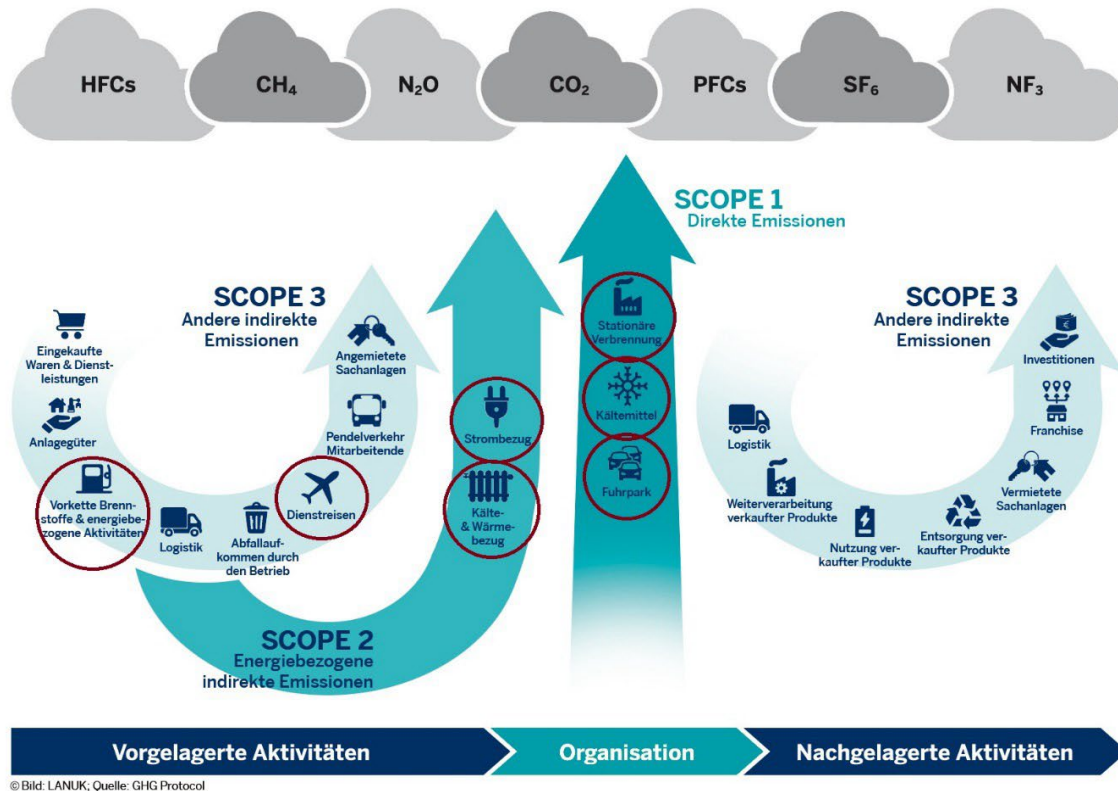 HFCs
CH₄
N₂O
CO₂
PFCs
SF₆
NF₃
SCOPE 1
Direkte Emissionen
SCOPE 3
Andere indirekte
Emissionen
Eingekaufte
Waren & Dienst-
leistungen
Anlagegüter
Vorkette Brenn-
stoffe & energiebe-
zogene Aktivitäten
Logistik
Abfallauf-
kommen durch
den Betrieb
Dienstreisen
Pendelverkehr
Mitarbeitende
Angemietete
Sachanlagen
SCOPE 2
Energiebezogene
indirekte Emissionen
Strombezug
Kälte-
& Wärme-
bezug
Stationäre
Verbrennung
Kältemittel
Fuhrpark
SCOPE 3
Andere indirekte
Emissionen
Logistik
Weiterverarbeitung
verkaufter Produkte
Nutzung ver-
kaufter Produkte
Entsorgung ver-
kaufter Produkte
Vermietete
Sachanlagen
Franchise
Investitionen
Vorgelagerte Aktivitäten
Organisation
Nachgelagerte Aktivitäten
© Bild: LANUK; Quelle: GHG Protocol